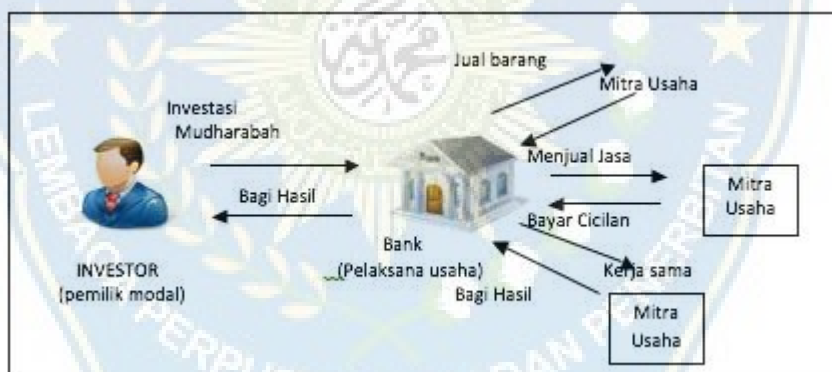 Jual barang
Mitra Usaha
Investasi
Mudharabah
Menjual Jasa
Mitra
Usaha
Bagi Hasil
Bayar Cicilan
Bank
(Pelaksana usaha)
INVESTOR
(pemilik modal)
Kerja sama
Bagi Hasil
Mitra
Usaha